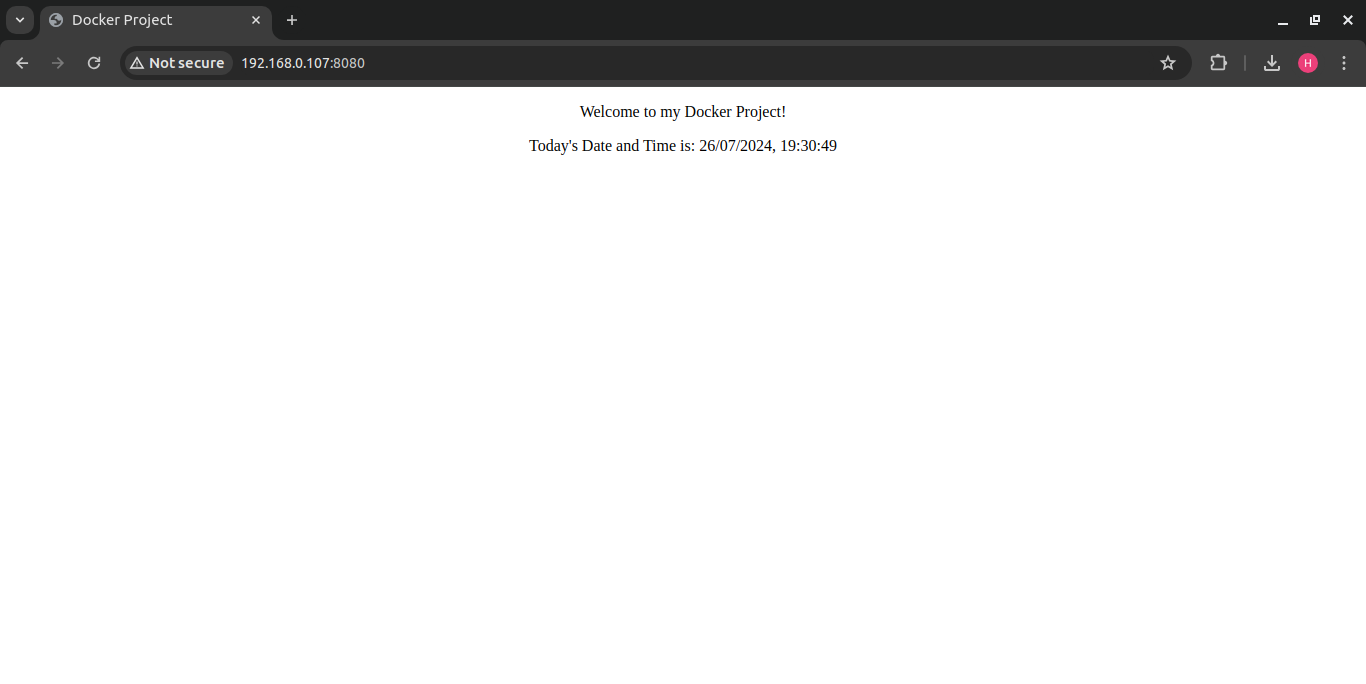 Docker Project
Not secure
192.168.0.107:8080
H
Welcome to my Docker Project!
Today's Date and Time is: 26/07/2024, 19:30:49